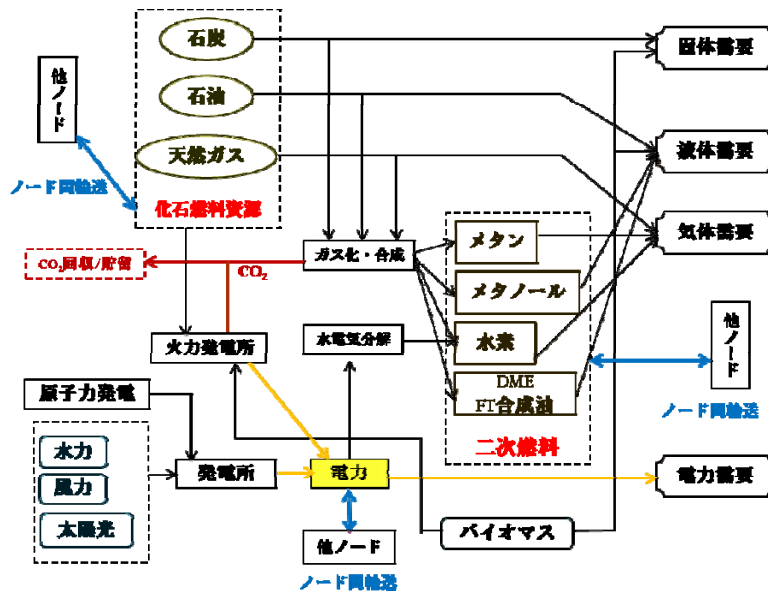 石炭
固体需要
他ノード
石油
液体需要
天然ガス
ノード間輸送
化石燃料資源
メタン
気体需要
ガス化・合成
CO₂回収/貯留
CO₂
メタノール
他ノード
火力発電所
水電気分解
水素
原子力発電
DME
FT合成油
ノード間輸送
二次燃料
水力
風力
発電所
電力
電力需要
太陽光
他ノード
バイオマス
ノード間輸送